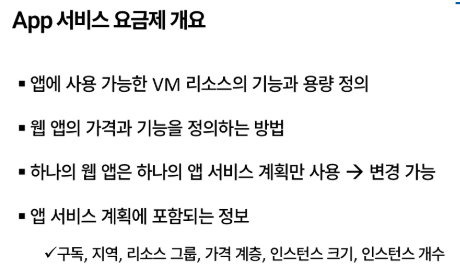 App 서비스 요금제 개요
▪ 앱에 사용 가능한 VM 리소스의 기능과 용량 정의
▪ 웹 앱의 가격과 기능을 정의하는 방법
▪ 하나의 웹 앱은 하나의 앱 서비스 계획만 사용 → 변경 가능
▪ 앱 서비스 계획에 포함되는 정보
✓구독, 지역, 리소스 그룹, 가격 계층, 인스턴스 크기, 인스턴스 개수